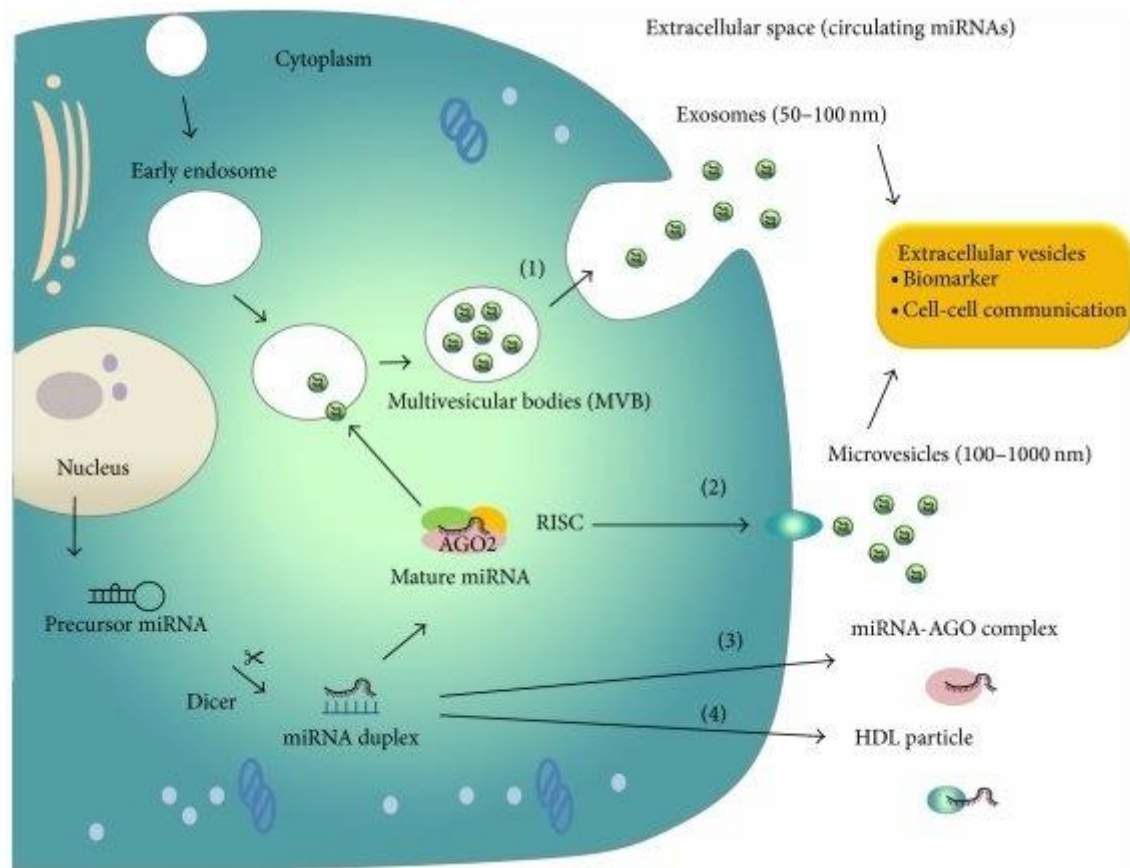 Extracellular space (circulating miRNAs)
Cytoplasm
Exosomes (50–100 nm)
Early endosome
(1)
Extracellular vesicles
• Biomarker
• Cell-cell communication
Multivesicular bodies (MVB)
Nucleus
Microvesicles (100–1000 nm)
(2)
RISC
AGO2
Mature miRNA
Precursor miRNA
miRNA-AGO complex
(3)
Dicer
(4)
miRNA duplex
HDL particle